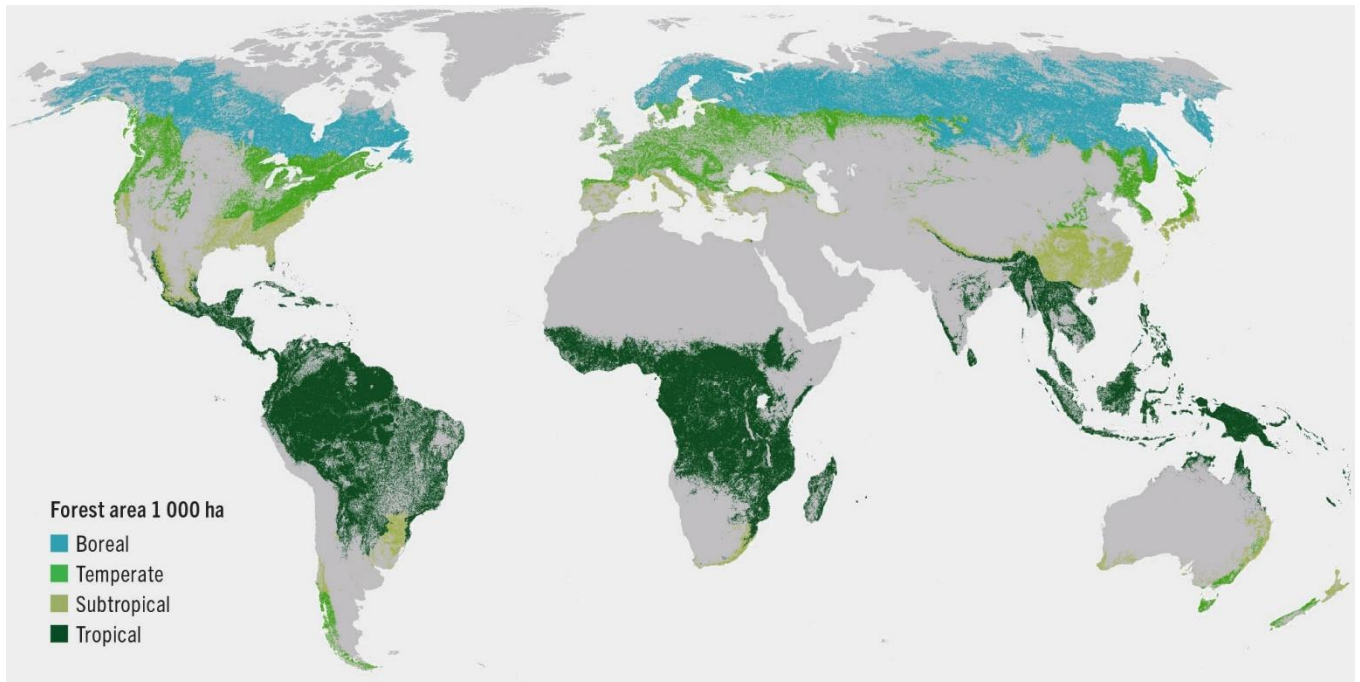 Forest area 1 000 ha
Boreal
Temperate
Subtropical
Tropical